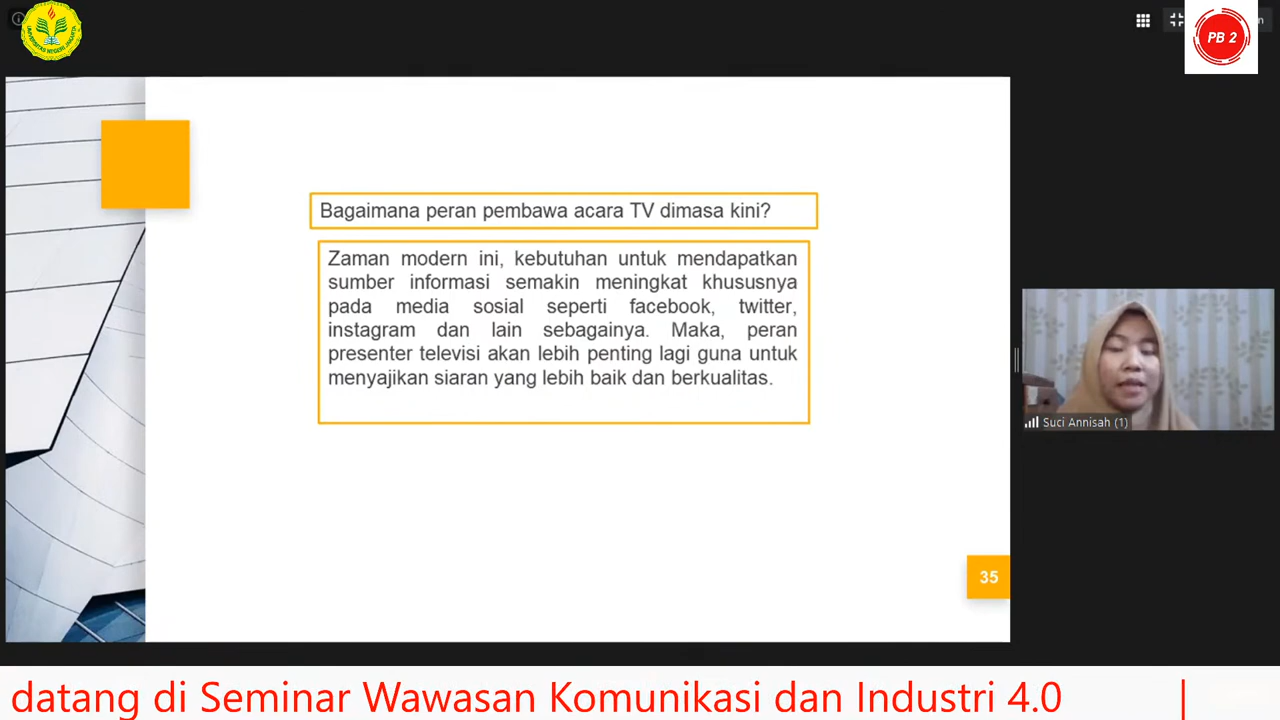 UNIVERSITAS NEGERI JAKARTA
PB 2
Bagaimana peran pembawa acara TV dimasa kini?
Zaman modern ini, kebutuhan untuk mendapatkan
sumber informasi semakin meningkat khususnya
pada media sosial seperti facebook, twitter,
instagram dan lain sebagainya. Maka, peran
presenter televisi akan lebih penting lagi guna untuk
menyajikan siaran yang lebih baik dan berkualitas.
Suci Annisah (1)
35
datang di Seminar Wawasan Komunikasi dan Industri 4.0 |